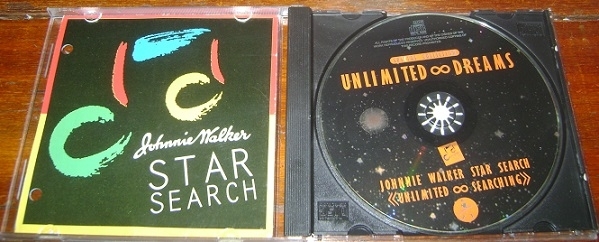 Johnnie Walker
STAR
SEARCH
UNLIMITED ∞ DREAMS
JOHNNIE WALKER STAR SEARCH
《UNLIMITED ∞ SEARCHING》